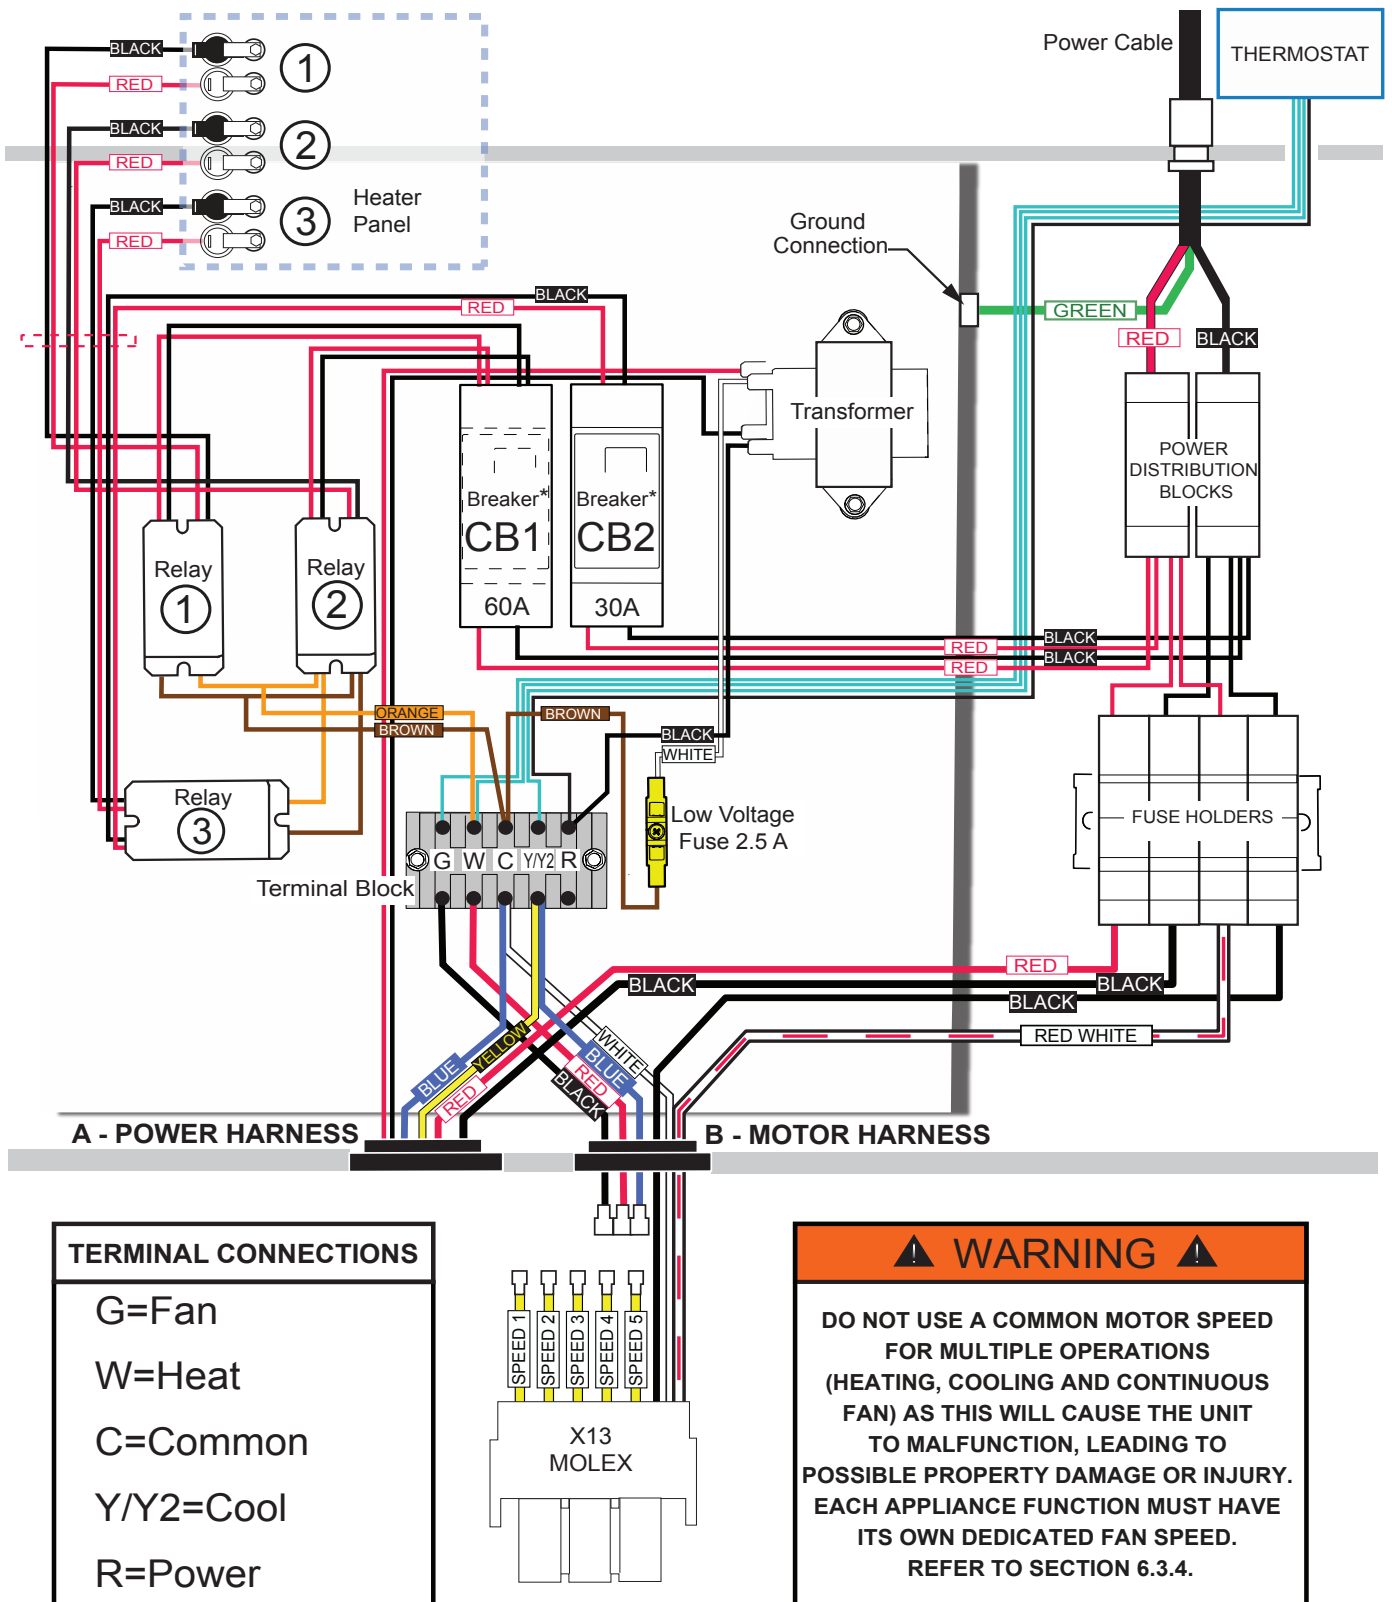 Power Cable
THERMOSTAT
BLACK
1
RED
BLACK
2
RED
BLACK
3
Heater
Panel
RED
Ground
Connection
GREEN
RED
BLACK
BLACK
RED
Transformer
POWER
DISTRIBUTION
BLOCKS
Breaker*
CB1
60A
Breaker*
CB2
30A
Relay
1
Relay
2
BLACK
RED
BLACK
RED
ORANGE
BROWN
BROWN
BLACK
WHITE
Relay
3
Low Voltage
Fuse 2.5 A
FUSE HOLDERS
G W C Y/Y2 R
Terminal Block
RED
BLACK
BLACK
BLACK
RED WHITE
BLUE
YELLOW
RED
BLACK
RED
BLUE
WHITE
A - POWER HARNESS
B - MOTOR HARNESS
TERMINAL CONNECTIONS
G=Fan
W=Heat
C=Common
Y/Y2=Cool
R=Power
SPEED 1
SPEED 2
SPEED 3
SPEED 4
SPEED 5
X13
MOLEX
WARNING
DO NOT USE A COMMON MOTOR SPEED
FOR MULTIPLE OPERATIONS
(HEATING, COOLING AND CONTINUOUS
FAN) AS THIS WILL CAUSE THE UNIT
TO MALFUNCTION, LEADING TO
POSSIBLE PROPERTY DAMAGE OR INJURY.
EACH APPLIANCE FUNCTION MUST HAVE
ITS OWN DEDICATED FAN SPEED.
REFER TO SECTION 6.3.4.